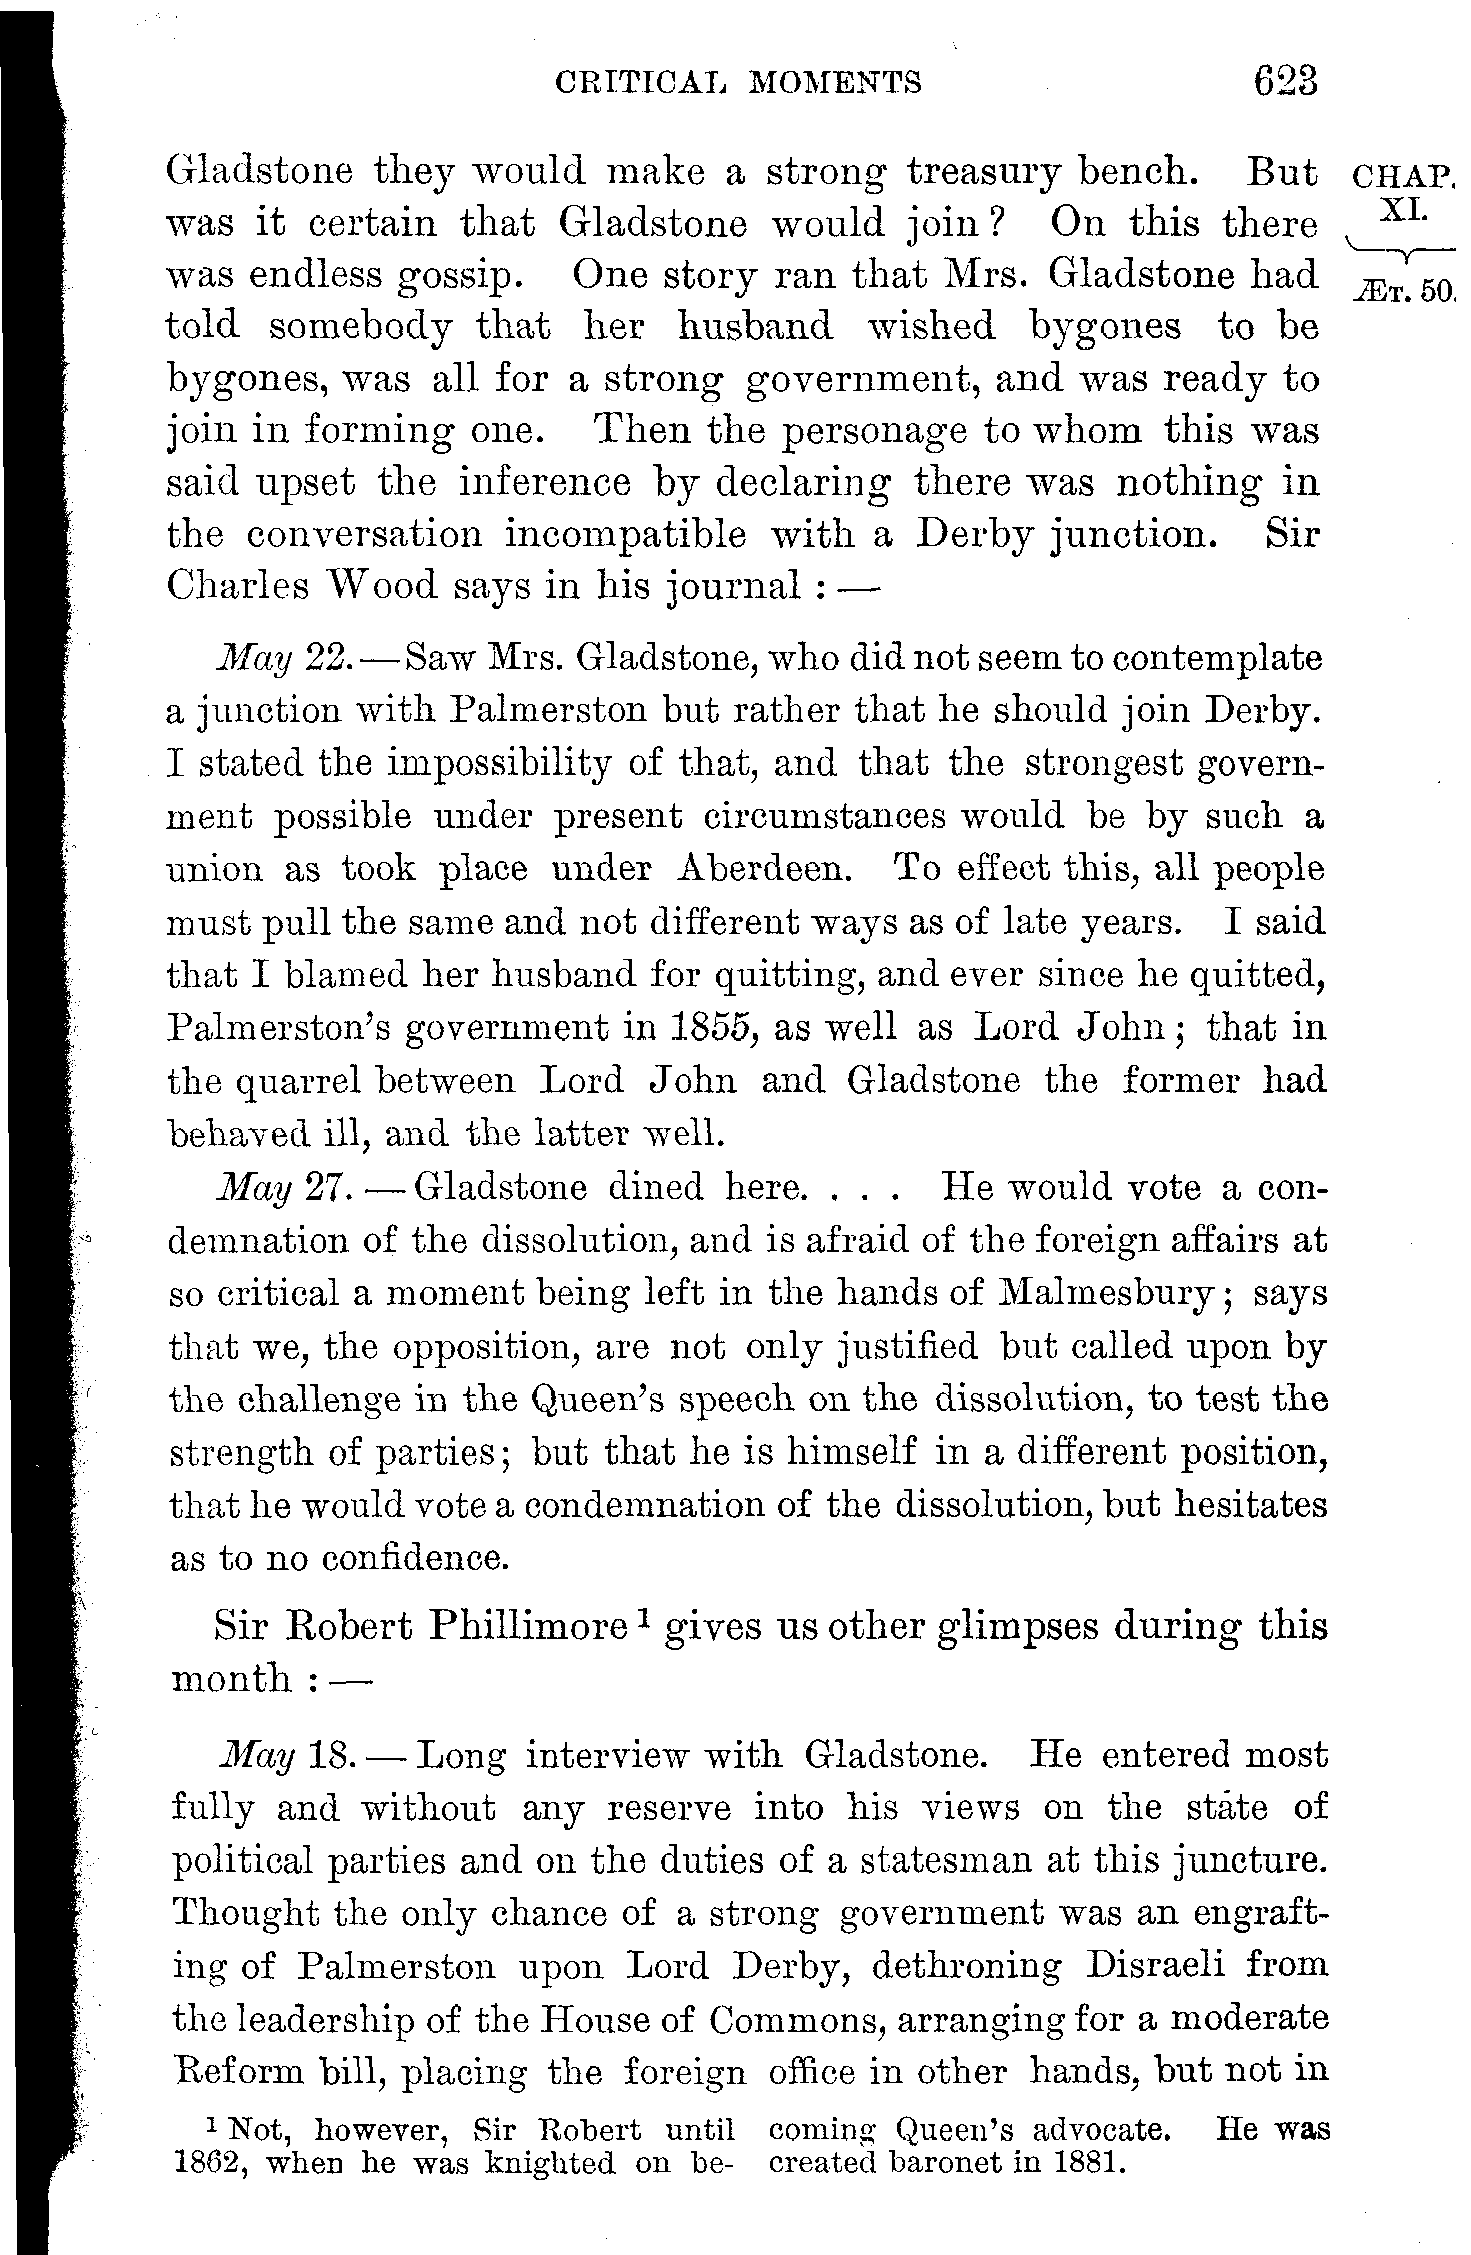 CRITICAL MOMENTS 623
Gladstone they would make a strong treasury bench. But
was it certain that Gladstone would join? On this there
was endless gossip. One story ran that Mrs. Gladstone had
told somebody that her husband wished bygones to be
bygones, was all for a strong government, and was ready to
join in forming one. Then the personage to whom this was
said upset the inference by declaring there was nothing in
the conversation incompatible with a Derby junction. Sir
Charles Wood says in his journal : —
CHAP.
XI.
ÆT. 50.
May 22.—Saw Mrs. Gladstone, who did not seem to contemplate
a junction with Palmerston but rather that he should join Derby.
I stated the impossibility of that, and that the strongest govern-
ment possible under present circumstances would be by such a
union as took place under Aberdeen. To effect this, all people
must pull the same and not different ways as of late years. I said
that I blamed her husband for quitting, and ever since he quitted,
Palmerston's government in 1855, as well as Lord John; that in
the quarrel between Lord John and Gladstone the former had
behaved ill, and the latter well.
May 27. — Gladstone dined here. . . . He would vote a con-
demnation of the dissolution, and is afraid of the foreign affairs at
so critical a moment being left in the hands of Malmesbury; says
that we, the opposition, are not only justified but called upon by
the challenge in the Queen's speech on the dissolution, to test the
strength of parties; but that he is himself in a different position,
that he would vote a condemnation of the dissolution, but hesitates
as to no confidence.
Sir Robert Phillimore¹ gives us other glimpses during this
month : —
May 18. — Long interview with Gladstone. He entered most
fully and without any reserve into his views on the state of
political parties and on the duties of a statesman at this juncture.
Thought the only chance of a strong government was an engraft-
ing of Palmerston upon Lord Derby, dethroning Disraeli from
the leadership of the House of Commons, arranging for a moderate
Reform bill, placing the foreign office in other hands, but not in
¹ Not, however, Sir Robert until
1862, when he was knighted on be-
coming Queen's advocate. He was
created baronet in 1881.